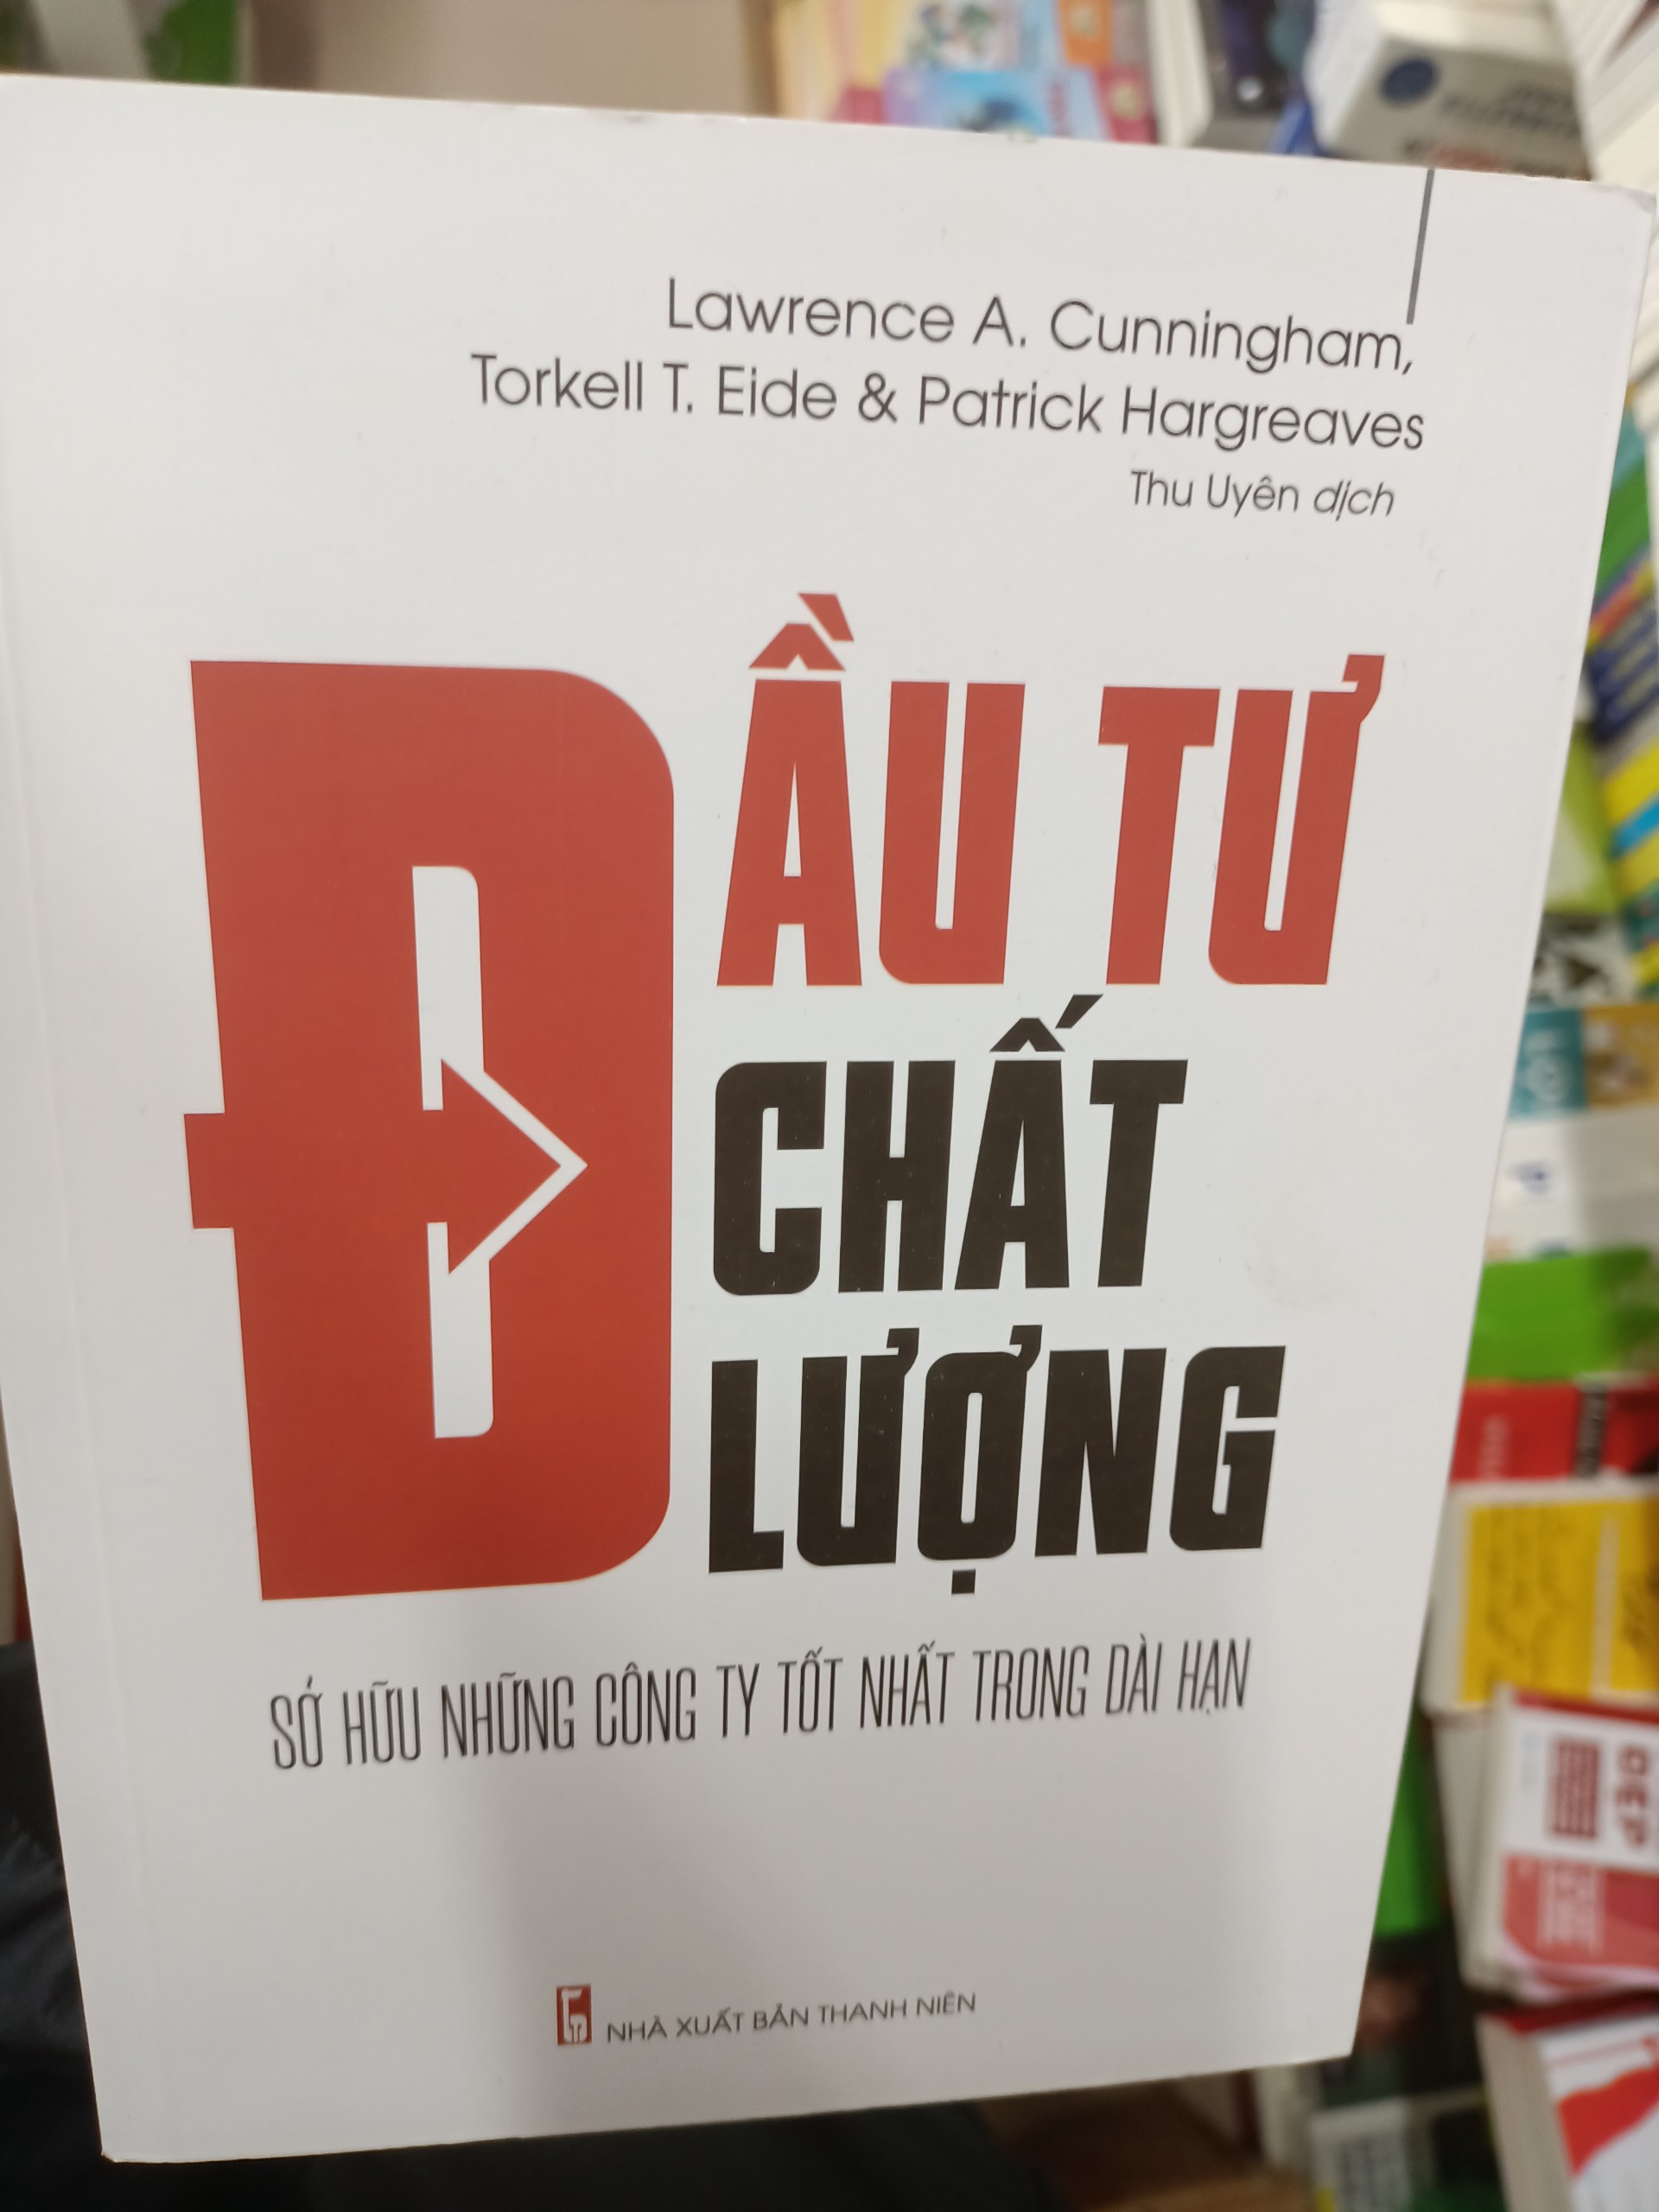 Lawrence A. Cunningham,
Torkell T. Eide & Patrick Hargreaves
Thu Uyên dịch
ĐẦU TƯ
CHẤT
LƯỢNG
SỞ HỮU NHỮNG CÔNG TY TỐT NHẤT TRONG DÀI HẠN
NHÀ XUẤT BẢN THANH NIÊN